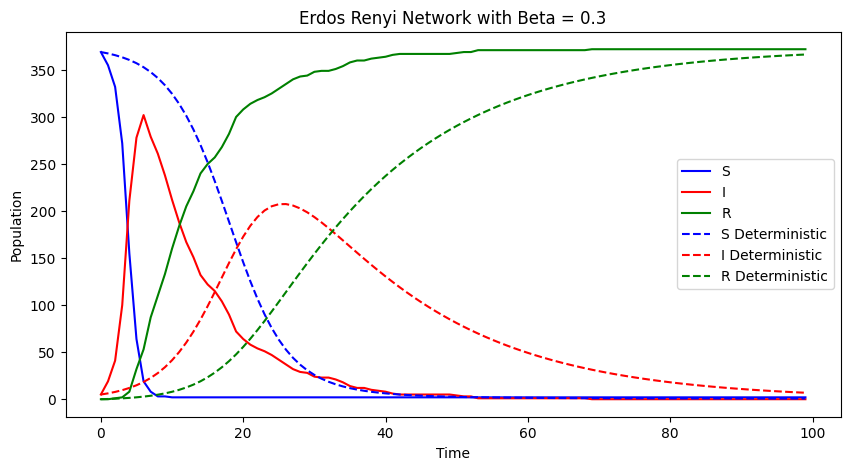 Erdos Renyi Network with Beta = 0.3
Population
350
300
250
200
150
100
50
0
0
20
40
60
80
100
Time
S
I
R
S Deterministic
I Deterministic
R Deterministic